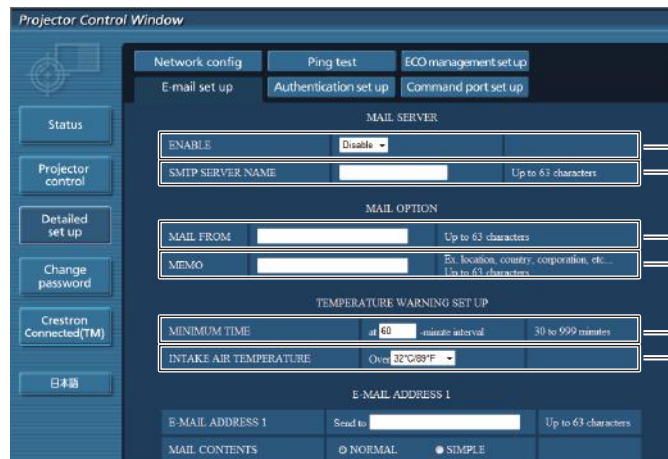 Projector Control Window
Network config
Ping test
ECO management set up
E-mail set up
Authentication set up
Command port set up
Status
Projector
control
Detailed
set up
Change
password
Crestron
Connected(TM)
日本語
MAIL SERVER
ENABLE
Disable
SMTP SERVER NAME
Up to 63 characters
MAIL OPTION
MAIL FROM
Up to 63 characters
MEMO
Ex. location, country, corporation, etc...
Up to 63 characters
TEMPERATURE WARNING SET UP
MINIMUM TIME
at 60 -minute interval
30 to 999 minutes
INTAKE AIR TEMPERATURE
Over 32°C/89°F
E-MAIL ADDRESS 1
E-MAIL ADDRESS 1
Send to
Up to 63 characters
MAIL CONTENTS
NORMAL
SIMPLE